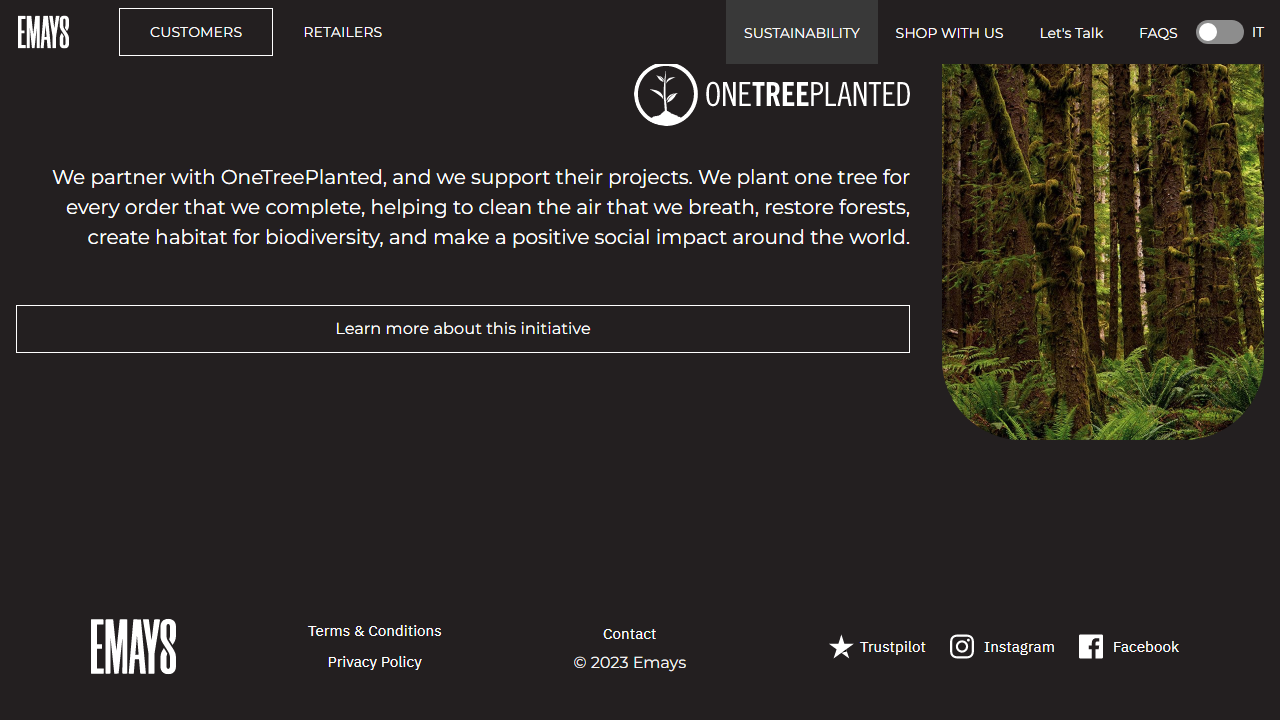 EMAYS
CUSTOMERS
RETAILERS
SUSTAINABILITY
SHOP WITH US
Let's Talk
FAQS
IT
ONETREEPLANTED
We partner with OneTreePlanted, and we support their projects. We plant one tree for
every order that we complete, helping to clean the air that we breath, restore forests,
create habitat for biodiversity, and make a positive social impact around the world.
Learn more about this initiative
EMAYS
Terms & Conditions
Privacy Policy
Contact
© 2023 Emays
Trustpilot
Instagram
Facebook